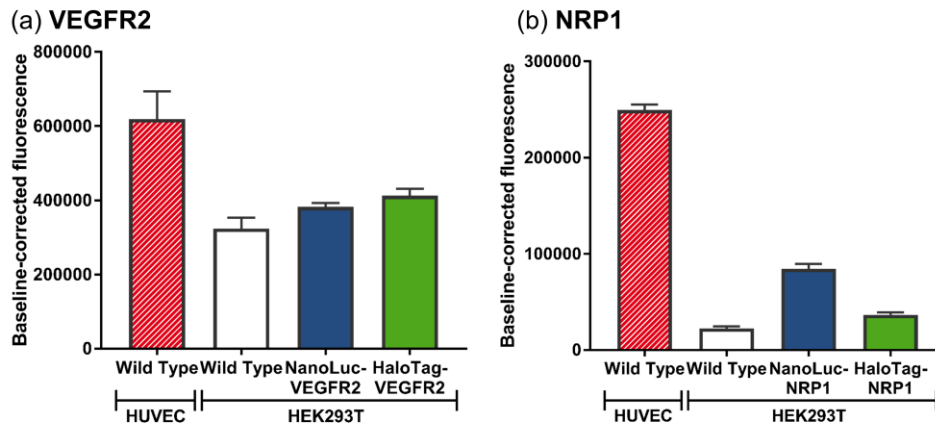 (a) VEGFR2
Baseline-corrected fluorescence
800000
600000
400000
200000
0
Wild Type
Wild Type
NanoLuc-
VEGFR2
HaloTag-
VEGFR2
HUVEC
HEK293T
(b) NRP1
Baseline-corrected fluorescence
300000
200000
100000
0
Wild Type
Wild Type
NanoLuc-
NRP1
HaloTag-
NRP1
HUVEC
HEK293T